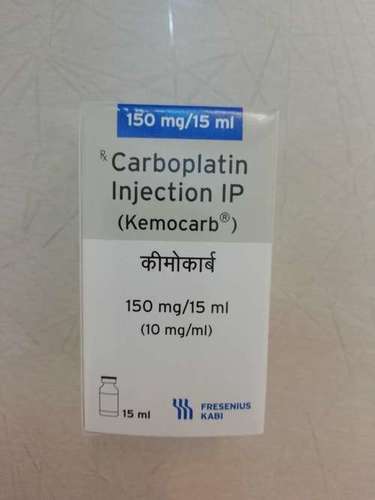 150 mg/15 ml
℞ Carboplatin
Injection IP
(Kemocarb®)
कीमोकार्ब
150 mg/15 ml
(10 mg/ml)
15 ml
FRESENIUS
KABI